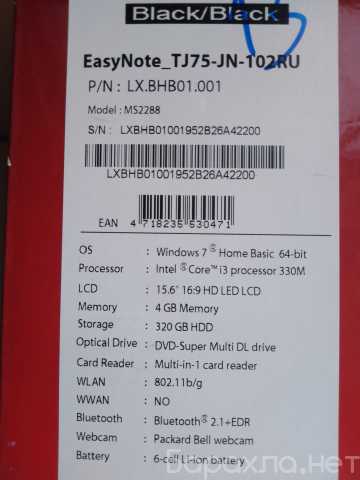 Black/Black
EasyNote_TJ75-JN-102RU
P/N : LX.BHB01.001
Model : MS2288
S/N : LXBHB01001952B26A42200
LXBHB01001952B26A42200
EAN 4 718235 530471
OS : Windows 7 ® Home Basic 64-bit
Processor : Intel ® Core™ i3 processor 330M
LCD : 15.6" 16:9 HD LED LCD
Memory : 4 GB Memory
Storage : 320 GB HDD
Optical Drive : DVD-Super Multi DL drive
Card Reader : Multi-in-1 card reader
WLAN : 802.11b/g
WWAN : NO
Bluetooth : Bluetooth® 2.1+EDR
Webcam : Packard Bell webcam
Battery : 6-cell Li-ion battery
Барахла.нет